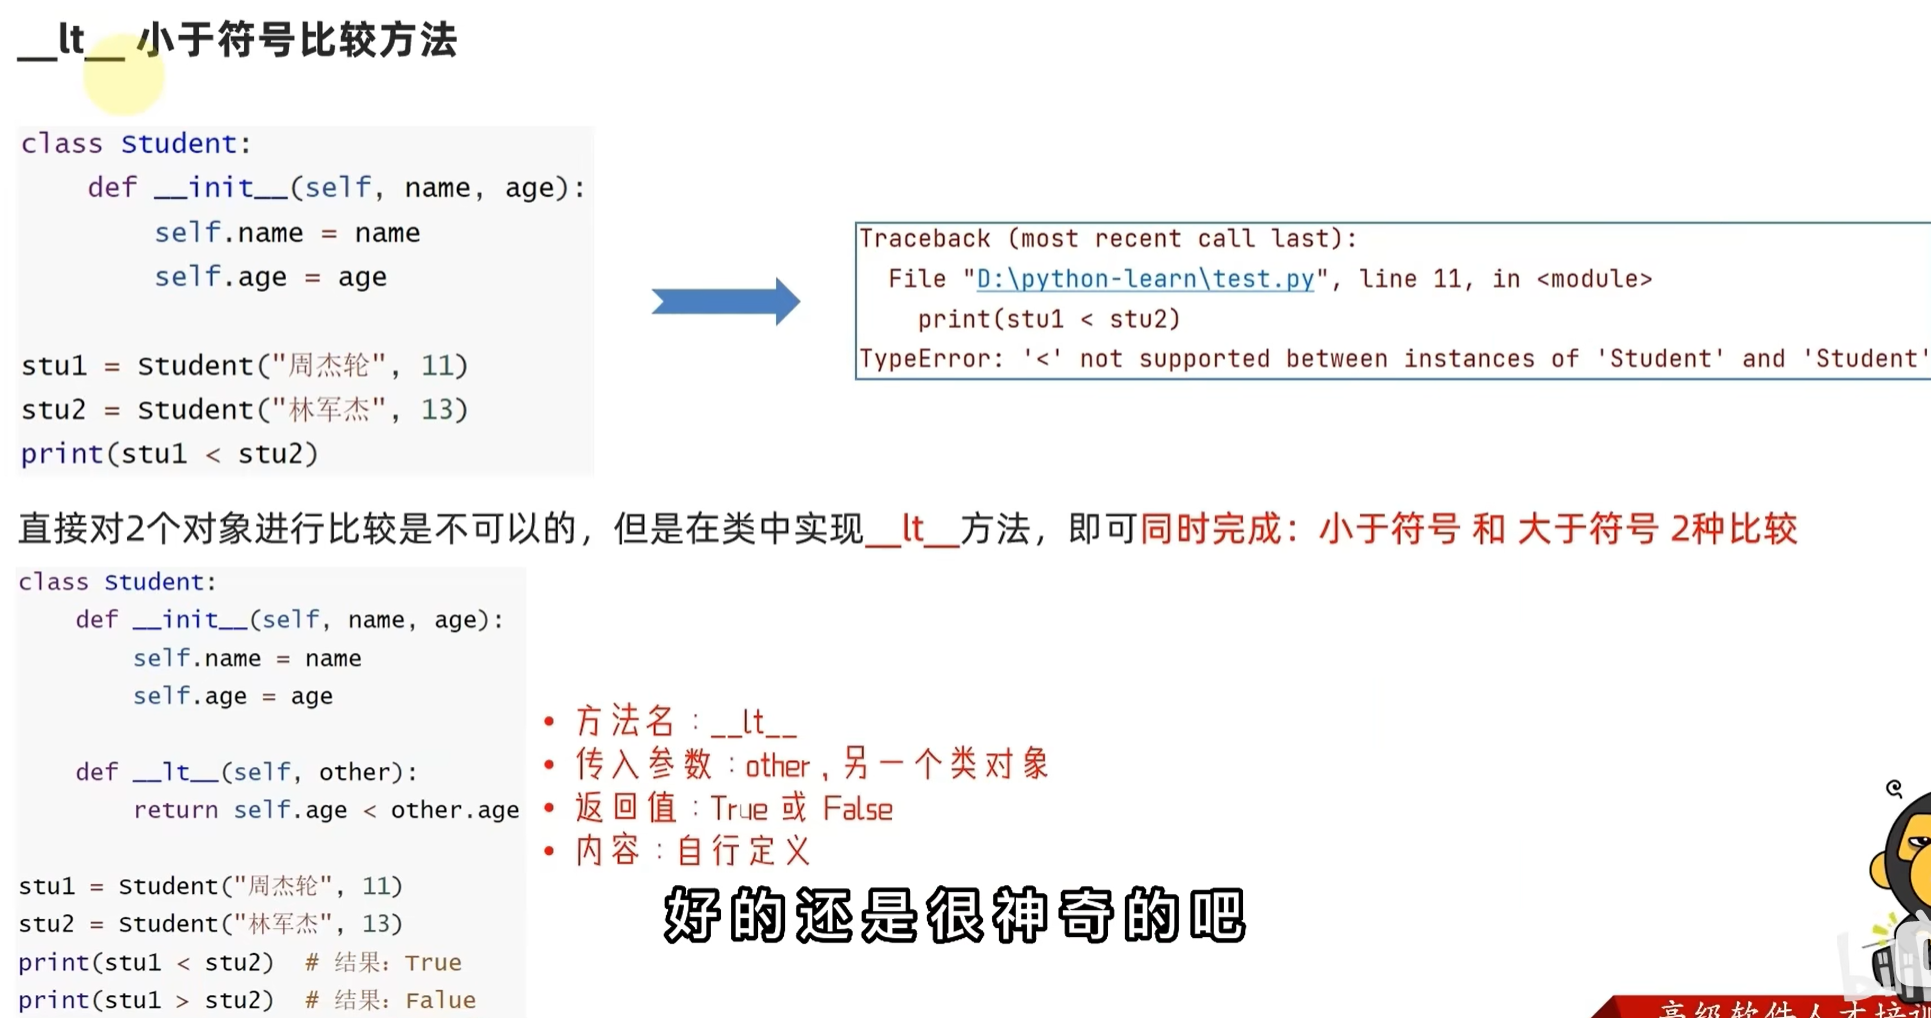 __lt__ 小于符号比较方法
class Student:
    def __init__(self, name, age):
        self.name = name
        self.age = age
stu1 = Student("周杰轮", 11)
stu2 = Student("林军杰", 13)
print(stu1 < stu2)
Traceback (most recent call last):
  File "D:\python-learn\test.py", line 11, in <module>
    print(stu1 < stu2)
TypeError: '<' not supported between instances of 'Student' and 'Student'
直接对2个对象进行比较是不可以的，但是在类中实现__lt__方法，即可同时完成：小于符号 和 大于符号 2种比较
class Student:
    def __init__(self, name, age):
        self.name = name
        self.age = age
    def __lt__(self, other):
        return self.age < other.age
stu1 = Student("周杰轮", 11)
stu2 = Student("林军杰", 13)
print(stu1 < stu2)  # 结果：True
print(stu1 > stu2)  # 结果：Falue
• 方法名：__lt__
• 传入参数：other，另一个类对象
• 返回值：True 或 False
• 内容：自行定义
好的还是很神奇的吧
高级软件人才培训